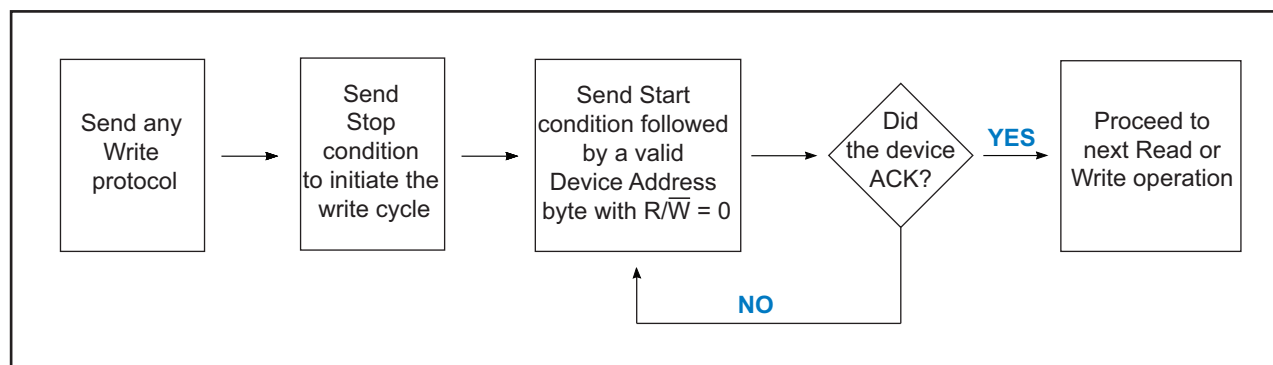 Send any
Write
protocol
Send
Stop
condition
to initiate the
write cycle
Send Start
condition followed
by a valid
Device Address
byte with R/W̅ = 0
Did
the device
ACK?
YES
NO
Proceed to
next Read or
Write operation